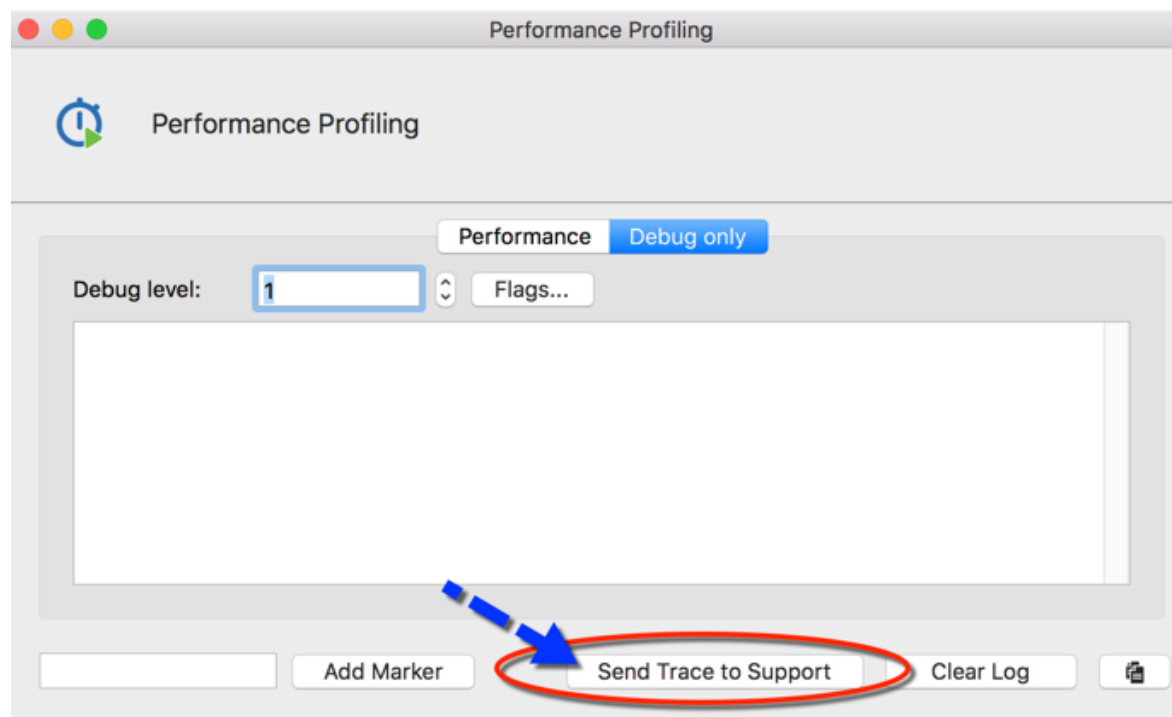 Performance Profiling
Performance Profiling
Performance Debug only
Debug level: 1 Flags...
Add Marker Send Trace to Support Clear Log